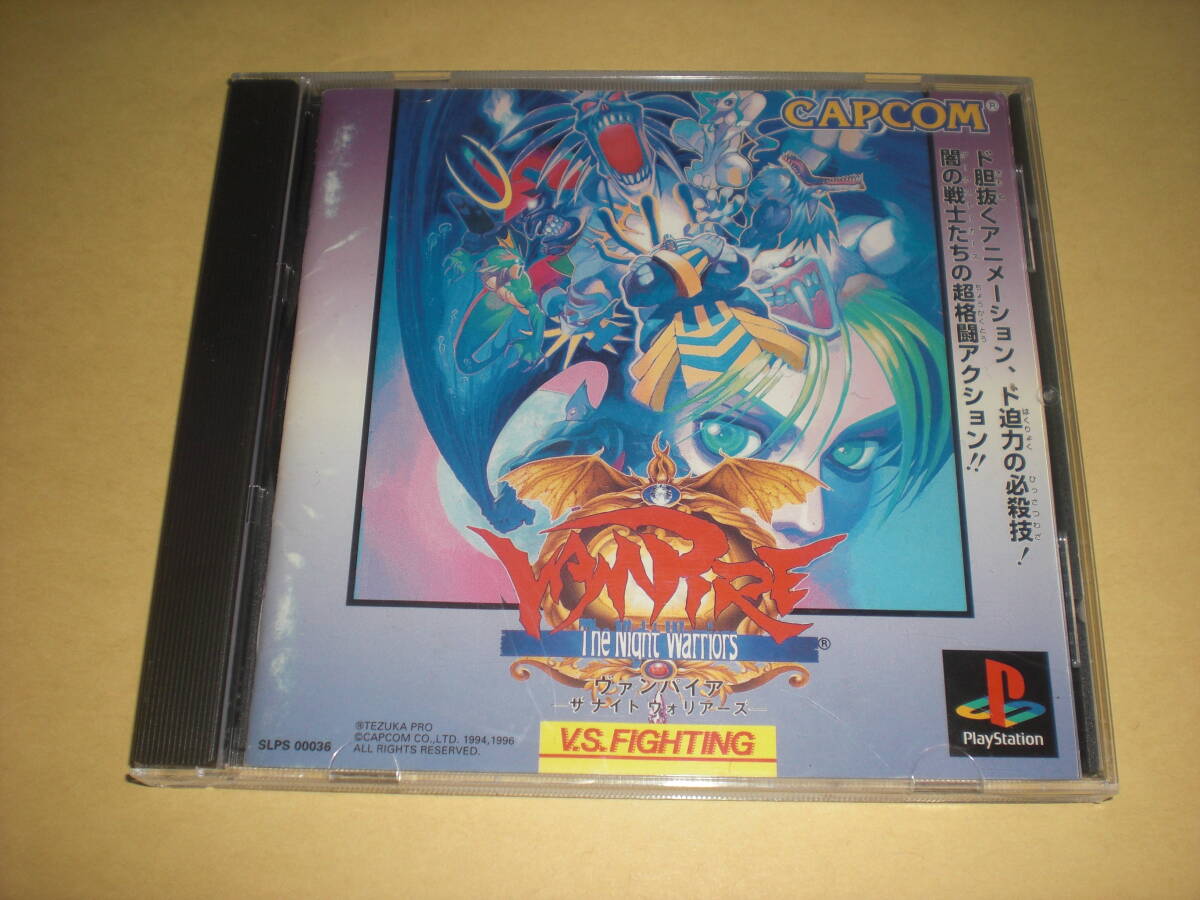 CAPCOM®
ド胆抜くアニメーション、ド迫力の必殺技！
闇の戦士たちの超格闘アクション!!
VAMPIRE
The Night Warriors ®
ヴァンパイア
―ザ ナイト ウォリアーズ―
V.S. FIGHTING
SLPS 00036
®TEZUKA PRO
©CAPCOM CO.,LTD. 1994,1996
ALL RIGHTS RESERVED.
PlayStation